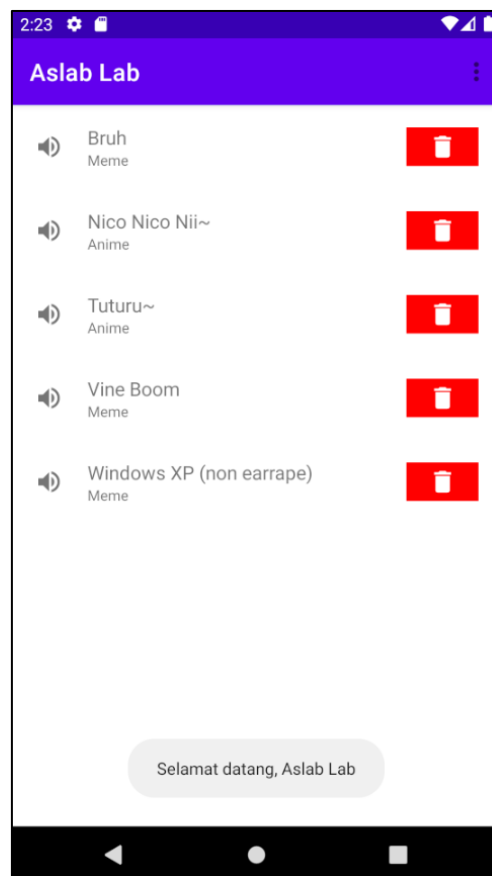 2:23
Aslab Lab
Bruh
Meme
Nico Nico Nii~
Anime
Tuturu~
Anime
Vine Boom
Meme
Windows XP (non earrape)
Meme
Selamat datang, Aslab Lab